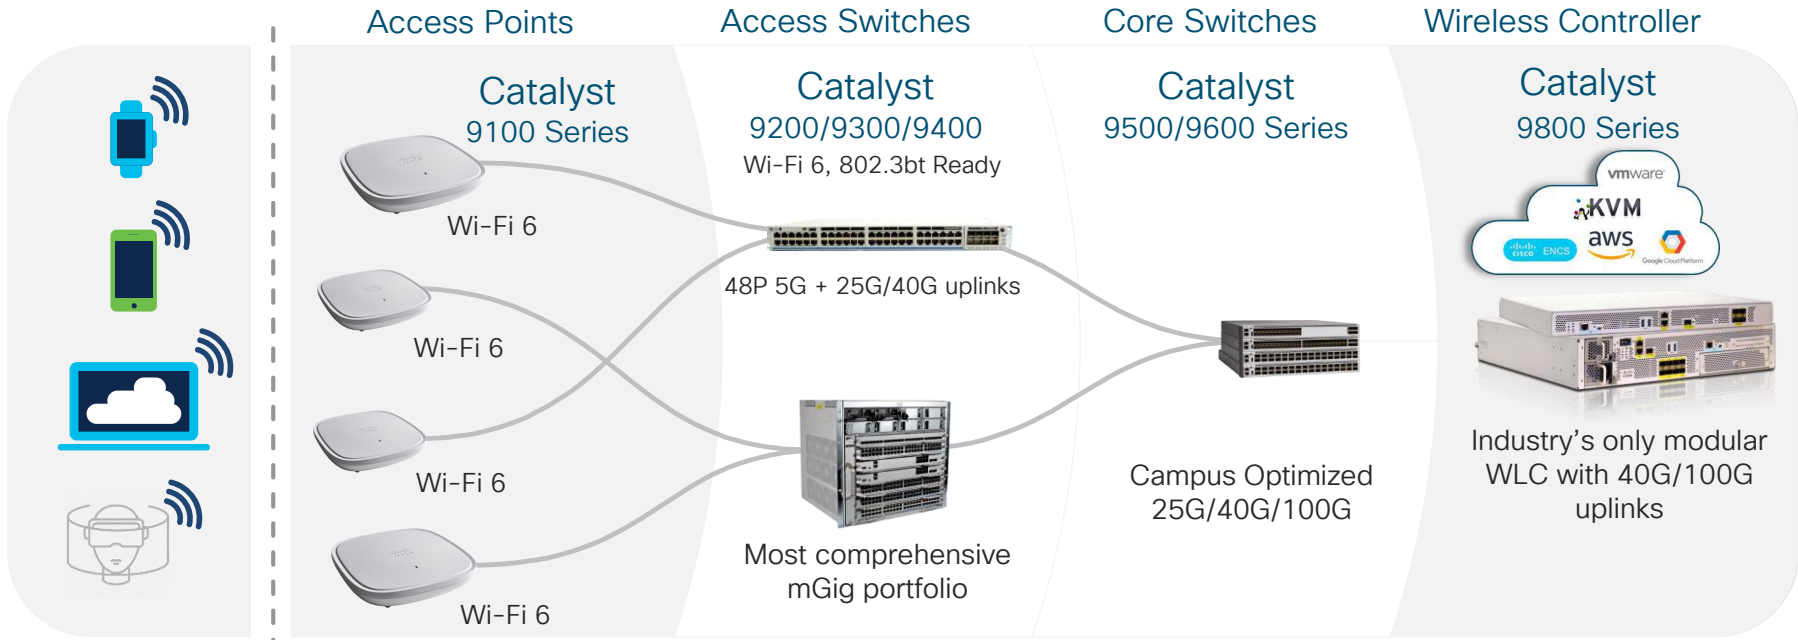 Access Points
Access Switches
Core Switches
Wireless Controller
Catalyst
9100 Series
Wi-Fi 6
Wi-Fi 6
Wi-Fi 6
Wi-Fi 6
Catalyst
9200/9300/9400
Wi-Fi 6, 802.3bt Ready
48P 5G + 25G/40G uplinks
Most comprehensive
mGig portfolio
Catalyst
9500/9600 Series
Campus Optimized
25G/40G/100G
Catalyst
9800 Series
vmware
KVM
cisco ENCS
aws
Google Cloud Platform
Industry's only modular
WLC with 40G/100G
uplinks